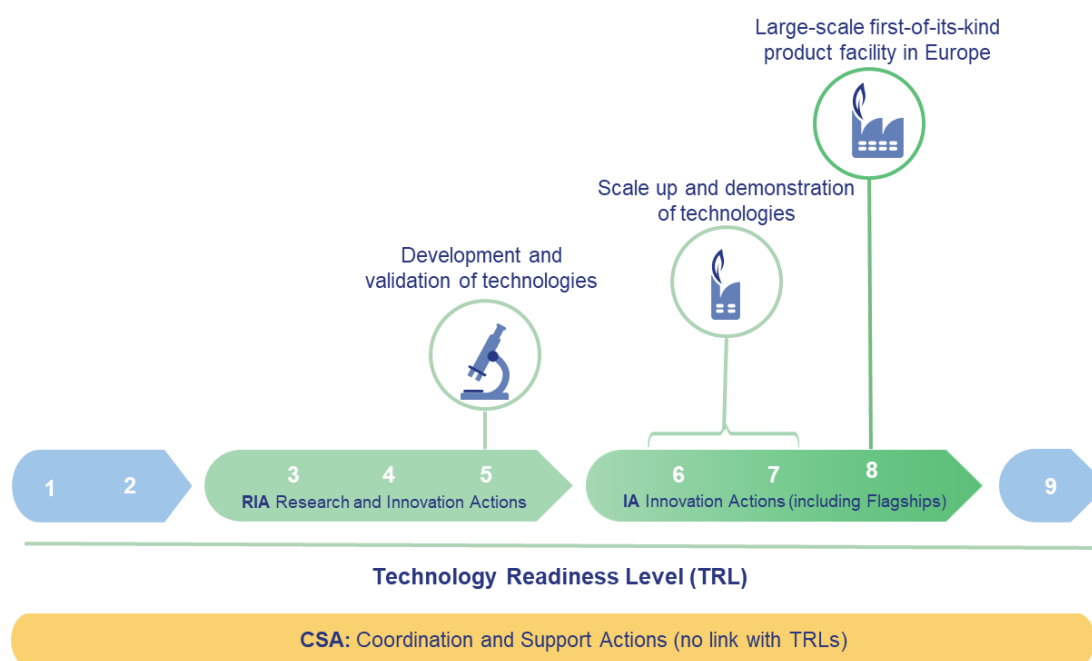 Large-scale first-of-its-kind
product facility in Europe
Scale up and demonstration
of technologies
Development and
validation of technologies
1
2
3
4
5
RIA Research and Innovation Actions
6
7
8
IA Innovation Actions (including Flagships)
9
Technology Readiness Level (TRL)
CSA: Coordination and Support Actions (no link with TRLs)